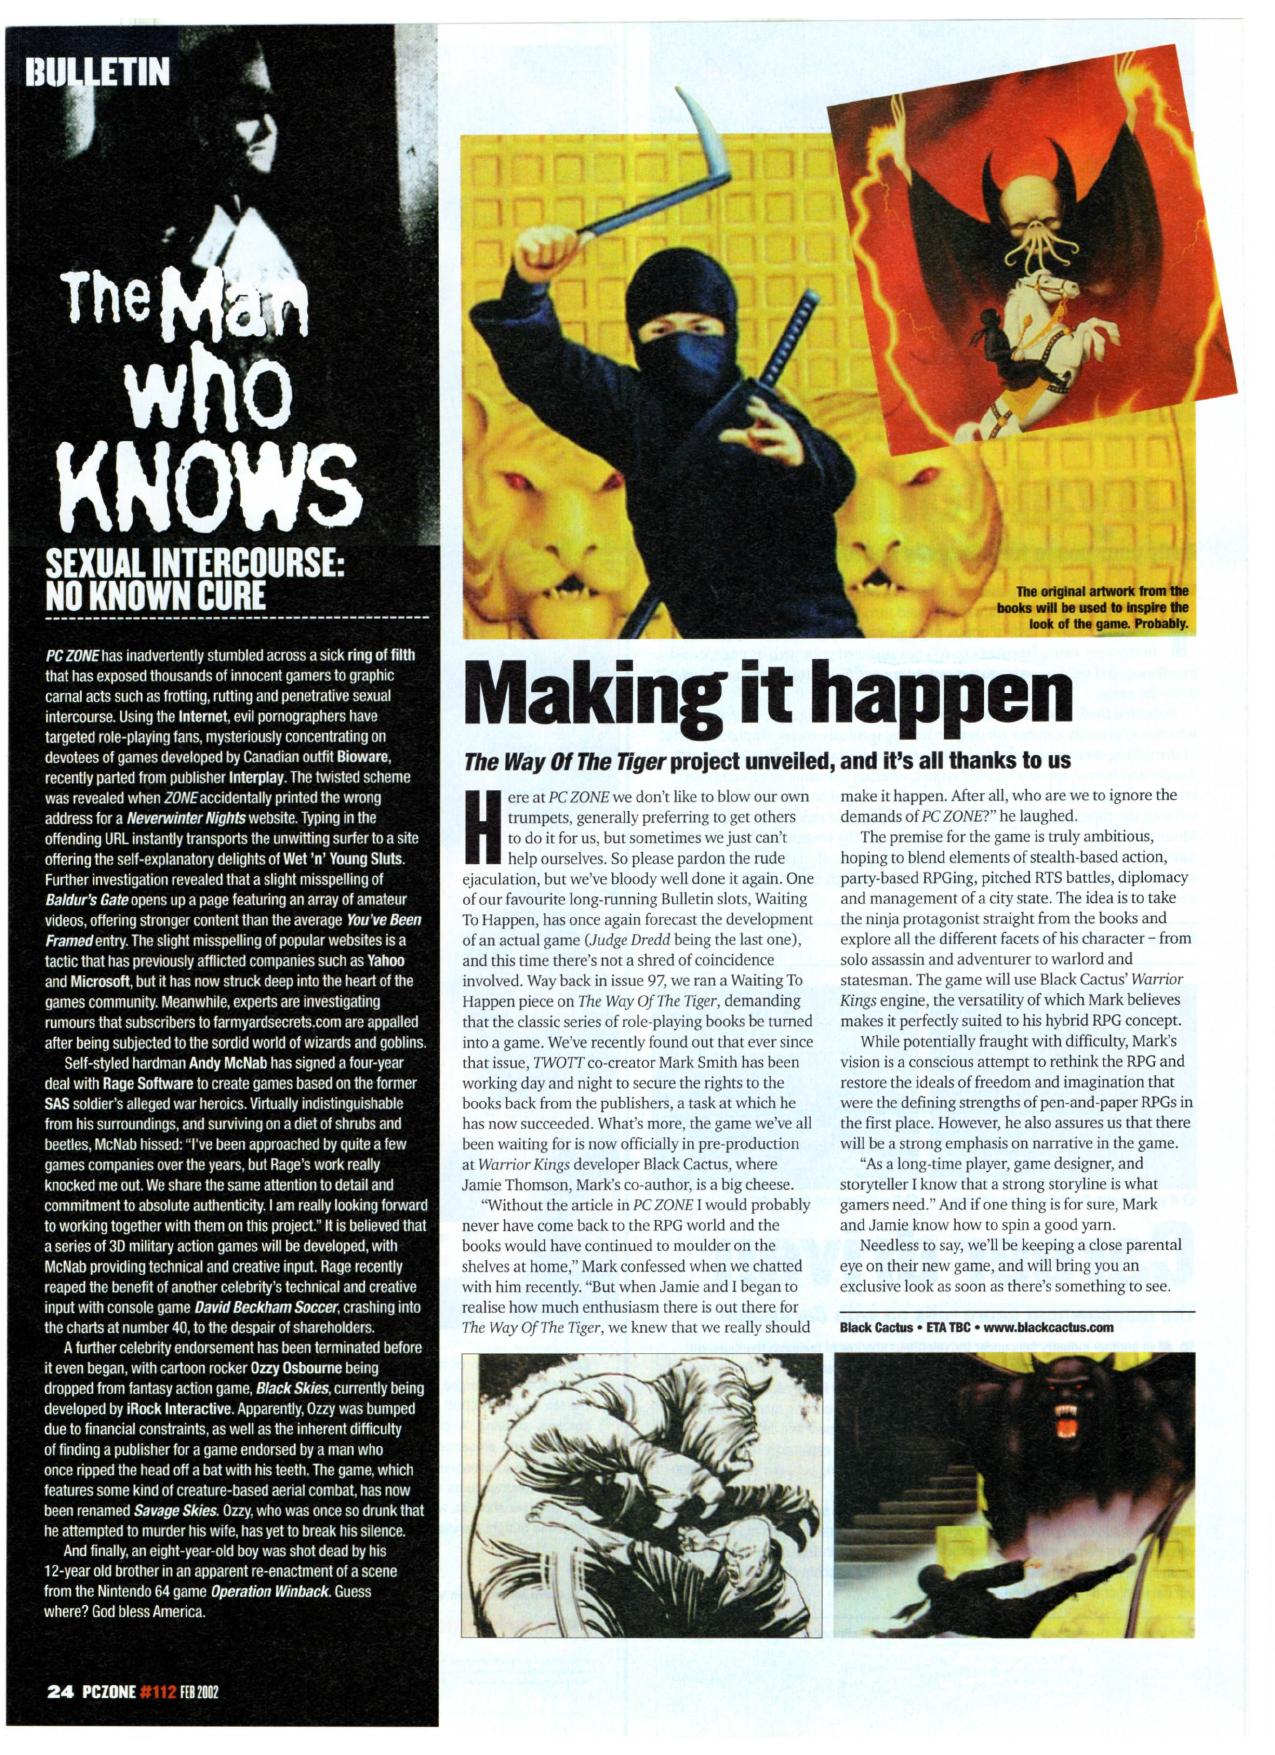 BULLETIN
The Man
who
KNOWS
SEXUAL INTERCOURSE:
NO KNOWN CURE
PC ZONE has inadvertently stumbled across a sick ring of filth
that has exposed thousands of innocent gamers to graphic
carnal acts such as frotting, rutting and penetrative sexual
intercourse. Using the Internet, evil pornographers have
targeted role-playing fans, mysteriously concentrating on
devotees of games developed by Canadian outfit Bioware,
recently parted from publisher Interplay. The twisted scheme
was revealed when ZONE accidentally printed the wrong
address for a Neverwinter Nights website. Typing in the
offending URL instantly transports the unwitting surfer to a site
offering the self-explanatory delights of Wet 'n' Young Sluts.
Further investigation revealed that a slight misspelling of
Baldur's Gate opens up a page featuring an array of amateur
videos, offering stronger content than the average You've Been
Framed entry. The slight misspelling of popular websites is a
tactic that has previously afflicted companies such as Yahoo
and Microsoft, but it has now struck deep into the heart of the
games community. Meanwhile, experts are investigating
rumours that subscribers to farmyardsecrets.com are appalled
after being subjected to the sordid world of wizards and goblins.
Self-styled hardman Andy McNab has signed a four-year
deal with Rage Software to create games based on the former
SAS soldier's alleged war heroics. Virtually indistinguishable
from his surroundings, and surviving on a diet of shrubs and
beetles, McNab hissed: "I've been approached by quite a few
games companies over the years, but Rage's work really
knocked me out. We share the same attention to detail and
commitment to absolute authenticity. I am really looking forward
to working together with them on this project." It is believed that
a series of 3D military action games will be developed, with
McNab providing technical and creative input. Rage recently
reaped the benefit of another celebrity's technical and creative
input with console game David Beckham Soccer, crashing into
the charts at number 40, to the despair of shareholders.
A further celebrity endorsement has been terminated before
it even began, with cartoon rocker Ozzy Osbourne being
dropped from fantasy action game, Black Skies, currently being
developed by iRock Interactive. Apparently, Ozzy was bumped
due to financial constraints, as well as the inherent difficulty
of finding a publisher for a game endorsed by a man who
once ripped the head off a bat with his teeth. The game, which
features some kind of creature-based aerial combat, has now
been renamed Savage Skies. Ozzy, who was once so drunk that
he attempted to murder his wife, has yet to break his silence.
And finally, an eight-year-old boy was shot dead by his
12-year old brother in an apparent re-enactment of a scene
from the Nintendo 64 game Operation Winback. Guess
where? God bless America.
24 PCZONE #112 FEB 2002
The original artwork from the
books will be used to inspire the
look of the game. Probably.
Making it happen
The Way Of The Tiger project unveiled, and it's all thanks to us
Here at PC ZONE we don't like to blow our own
trumpets, generally preferring to get others
to do it for us, but sometimes we just can't
help ourselves. So please pardon the rude
ejaculation, but we've bloody well done it again. One
of our favourite long-running Bulletin slots, Waiting
To Happen, has once again forecast the development
of an actual game (Judge Dredd being the last one),
and this time there's not a shred of coincidence
involved. Way back in issue 97, we ran a Waiting To
Happen piece on The Way Of The Tiger, demanding
that the classic series of role-playing books be turned
into a game. We've recently found out that ever since
that issue, TWOTT co-creator Mark Smith has been
working day and night to secure the rights to the
books back from the publishers, a task at which he
has now succeeded. What's more, the game we've all
been waiting for is now officially in pre-production
at Warrior Kings developer Black Cactus, where
Jamie Thomson, Mark's co-author, is a big cheese.
"Without the article in PC ZONE I would probably
never have come back to the RPG world and the
books would have continued to moulder on the
shelves at home," Mark confessed when we chatted
with him recently. "But when Jamie and I began to
realise how much enthusiasm there is out there for
The Way Of The Tiger, we knew that we really should
make it happen. After all, who are we to ignore the
demands of PC ZONE?" he laughed.
The premise for the game is truly ambitious,
hoping to blend elements of stealth-based action,
party-based RPGing, pitched RTS battles, diplomacy
and management of a city state. The idea is to take
the ninja protagonist straight from the books and
explore all the different facets of his character – from
solo assassin and adventurer to warlord and
statesman. The game will use Black Cactus' Warrior
Kings engine, the versatility of which Mark believes
makes it perfectly suited to his hybrid RPG concept.
While potentially fraught with difficulty, Mark's
vision is a conscious attempt to rethink the RPG and
restore the ideals of freedom and imagination that
were the defining strengths of pen-and-paper RPGs in
the first place. However, he also assures us that there
will be a strong emphasis on narrative in the game.
"As a long-time player, game designer, and
storyteller I know that a strong storyline is what
gamers need." And if one thing is for sure, Mark
and Jamie know how to spin a good yarn.
Needless to say, we'll be keeping a close parental
eye on their new game, and will bring you an
exclusive look as soon as there's something to see.
Black Cactus • ETA TBC • www.blackcactus.com